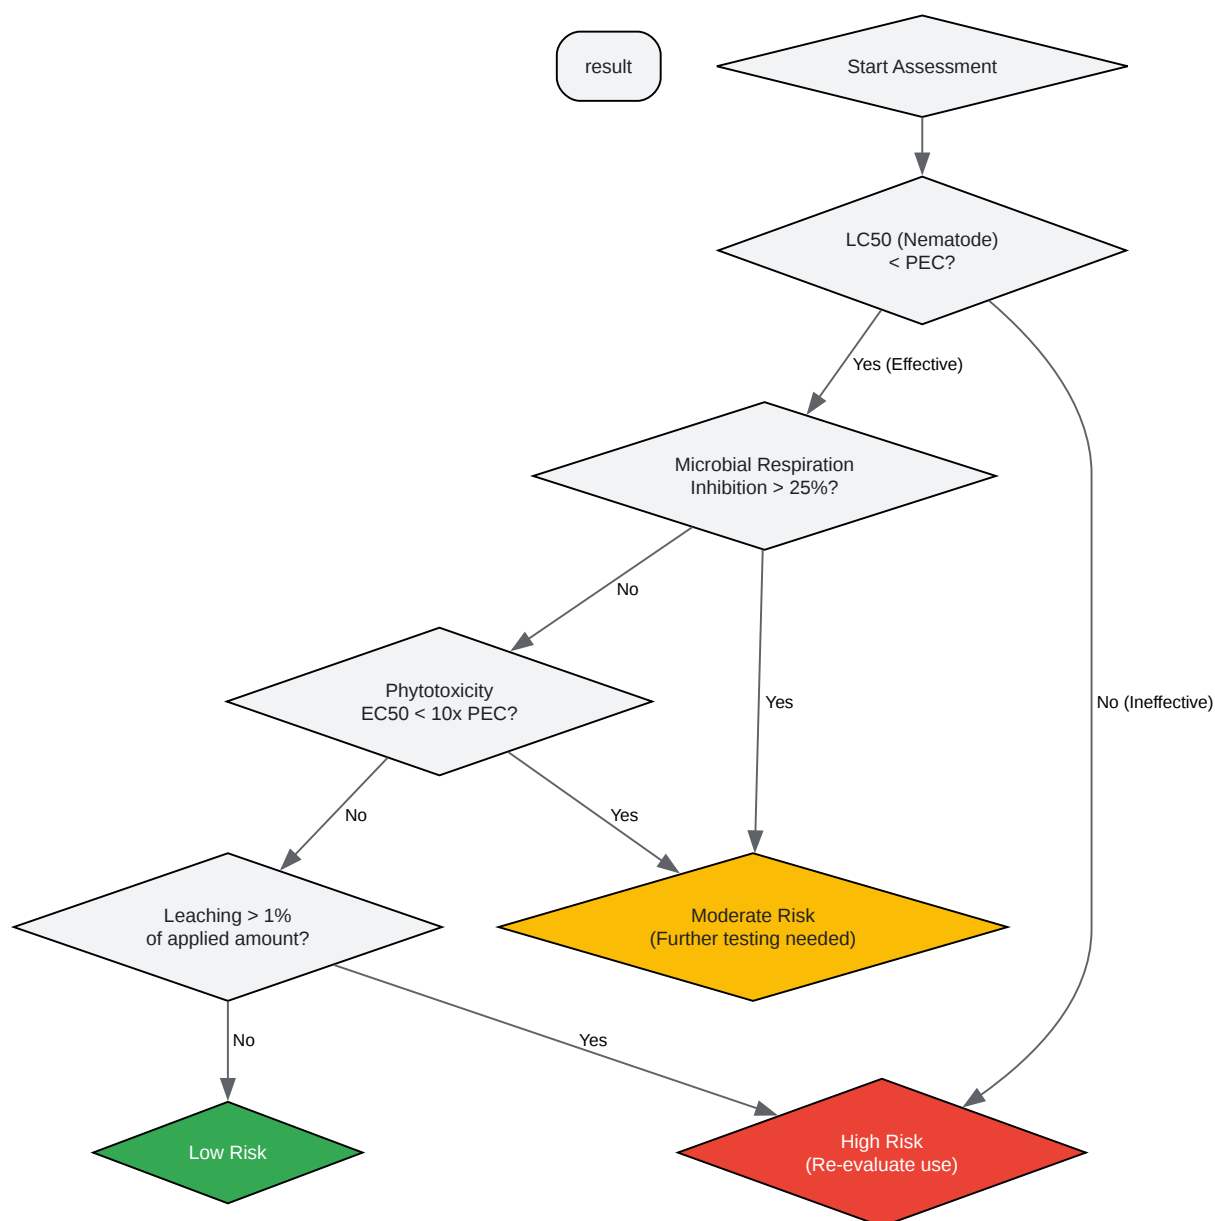 result
Start Assessment
LC50 (Nematode)
< PEC?
Yes (Effective)
Microbial Respiration
Inhibition > 25%?
No
Phytotoxicity
EC50 < 10x PEC?
Yes
No (Ineffective)
No
Yes
Leaching > 1%
of applied amount?
Moderate Risk
(Further testing needed)
No
Yes
Low Risk
High Risk
(Re-evaluate use)